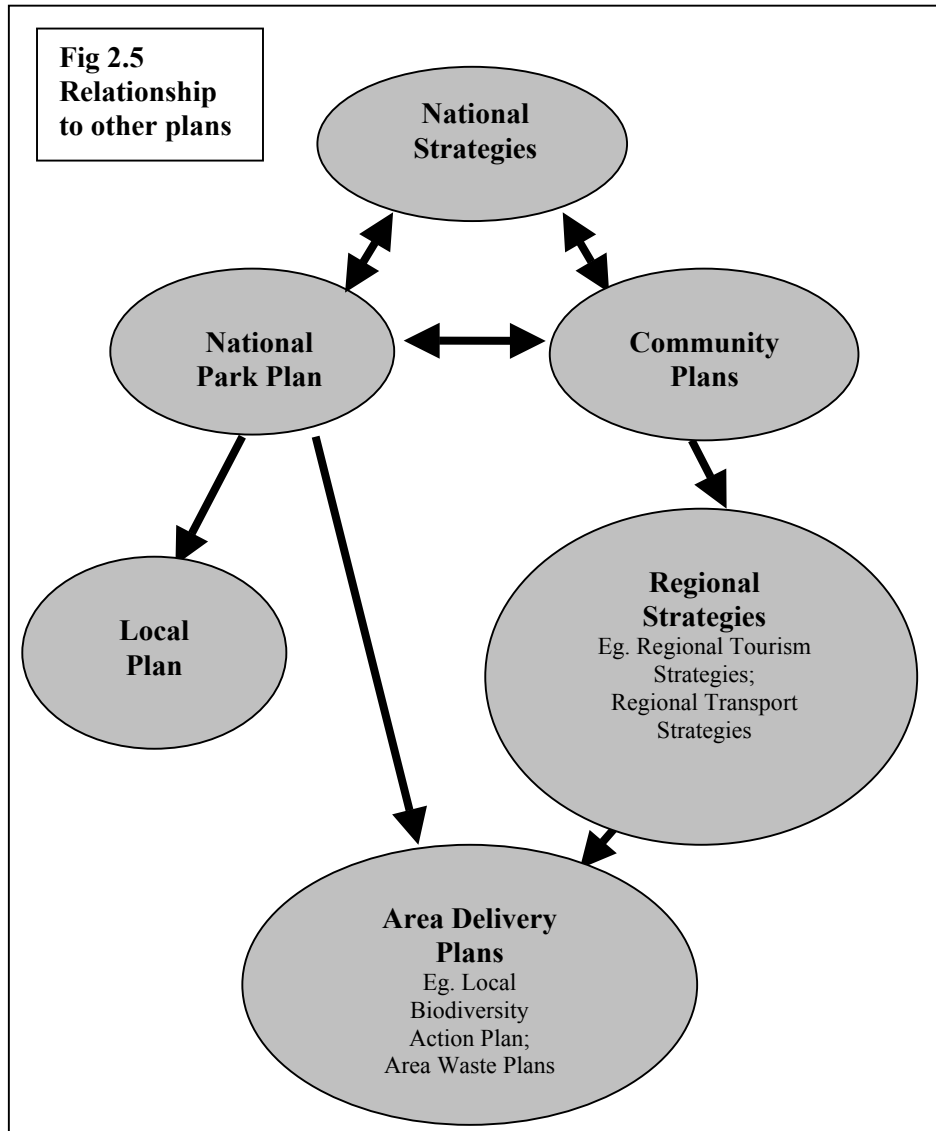 Fig 2.5
Relationship
to other plans
National
Strategies
National
Park Plan
Community
Plans
Local
Plan
Regional
Strategies
Eg. Regional Tourism
Strategies;
Regional Transport
Strategies
Area Delivery
Plans
Eg. Local
Biodiversity
Action Plan;
Area Waste Plans